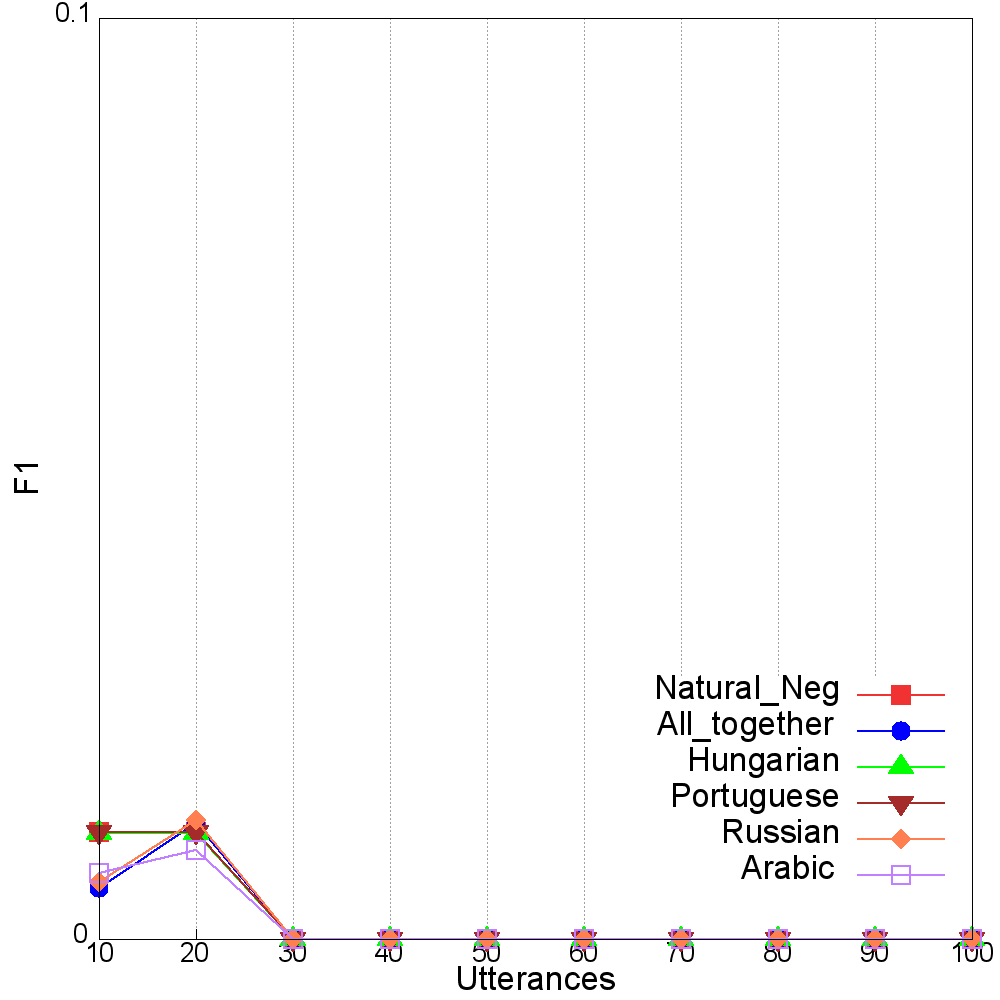 0.1
F1
Natural_Neg
All_together
Hungarian
Portuguese
Russian
Arabic
0
10 20 30 40 50 60 70 80 90 100
Utterances